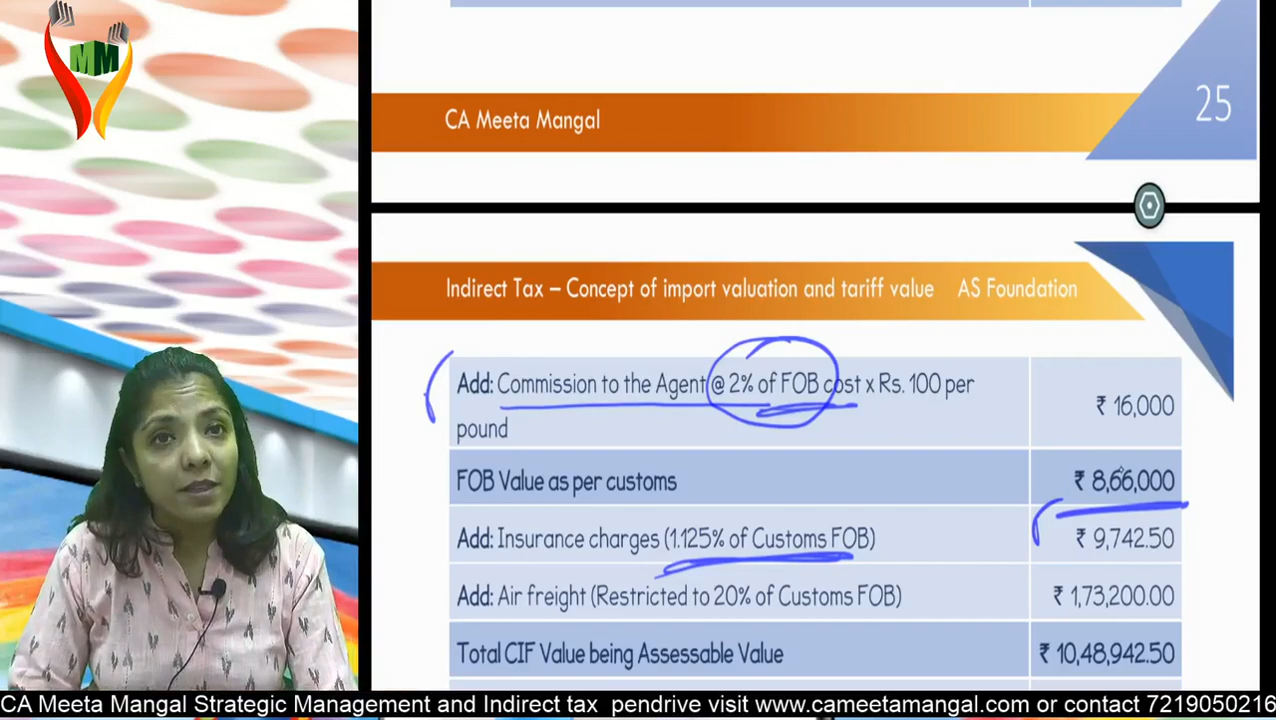 MM
CA Meeta Mangal
25
Indirect Tax – Concept of import valuation and tariff value AS Foundation
Add: Commission to the Agent @ 2% of FOB cost x Rs. 100 per
pound
₹ 16,000
FOB Value as per customs
₹ 8,66,000
Add: Insurance charges (1.125% of Customs FOB)
₹ 9,742.50
Add: Air freight (Restricted to 20% of Customs FOB)
₹ 1,73,200.00
Total CIF Value being Assessable Value
₹ 10,48,942.50
CA Meeta Mangal Strategic Management and Indirect tax pendrive visit www.cameetamangal.com or contact 7219050216